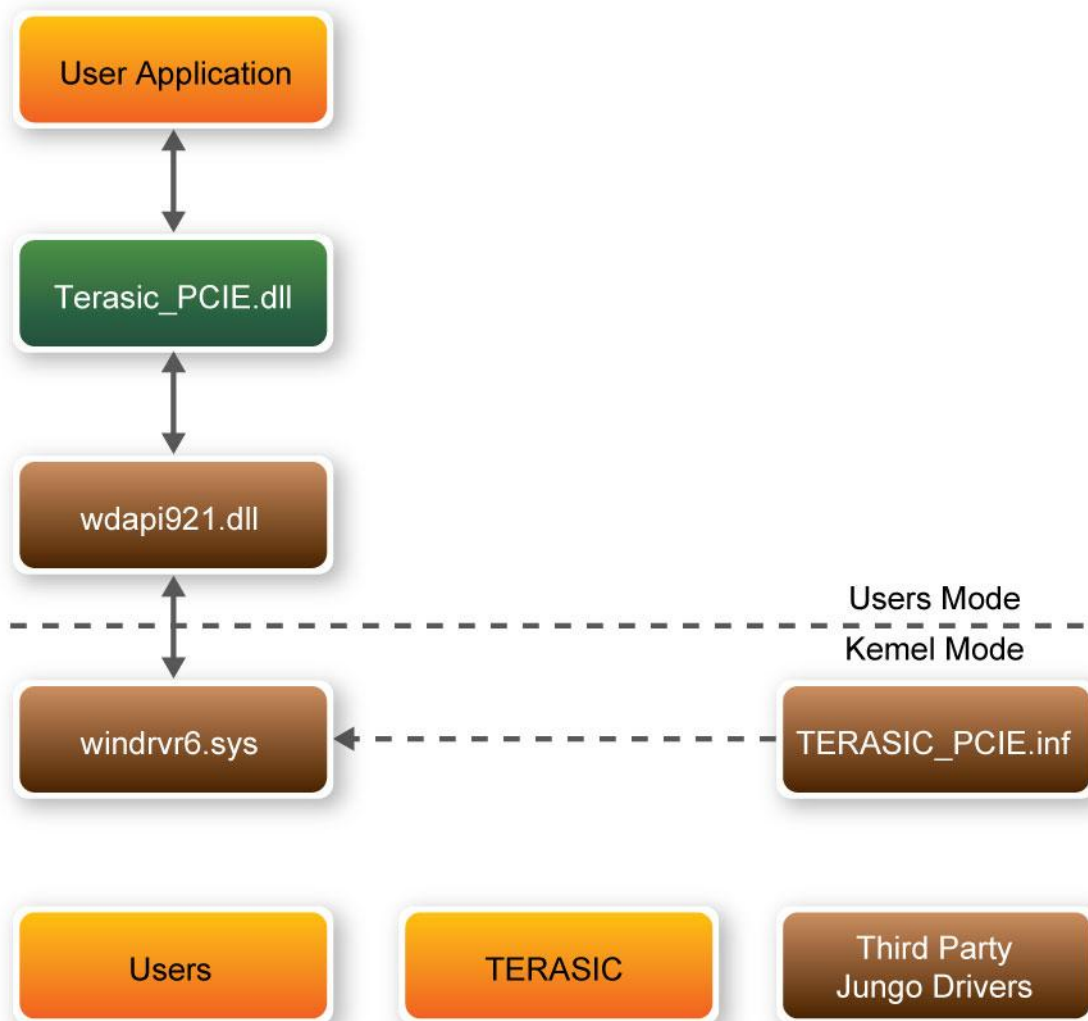 User Application
Terasic_PCIE.dll
wdapi921.dll
Users Mode
Kemel Mode
windrvr6.sys
TERASIC_PCIE.inf
Users
TERASIC
Third Party
Jungo Drivers